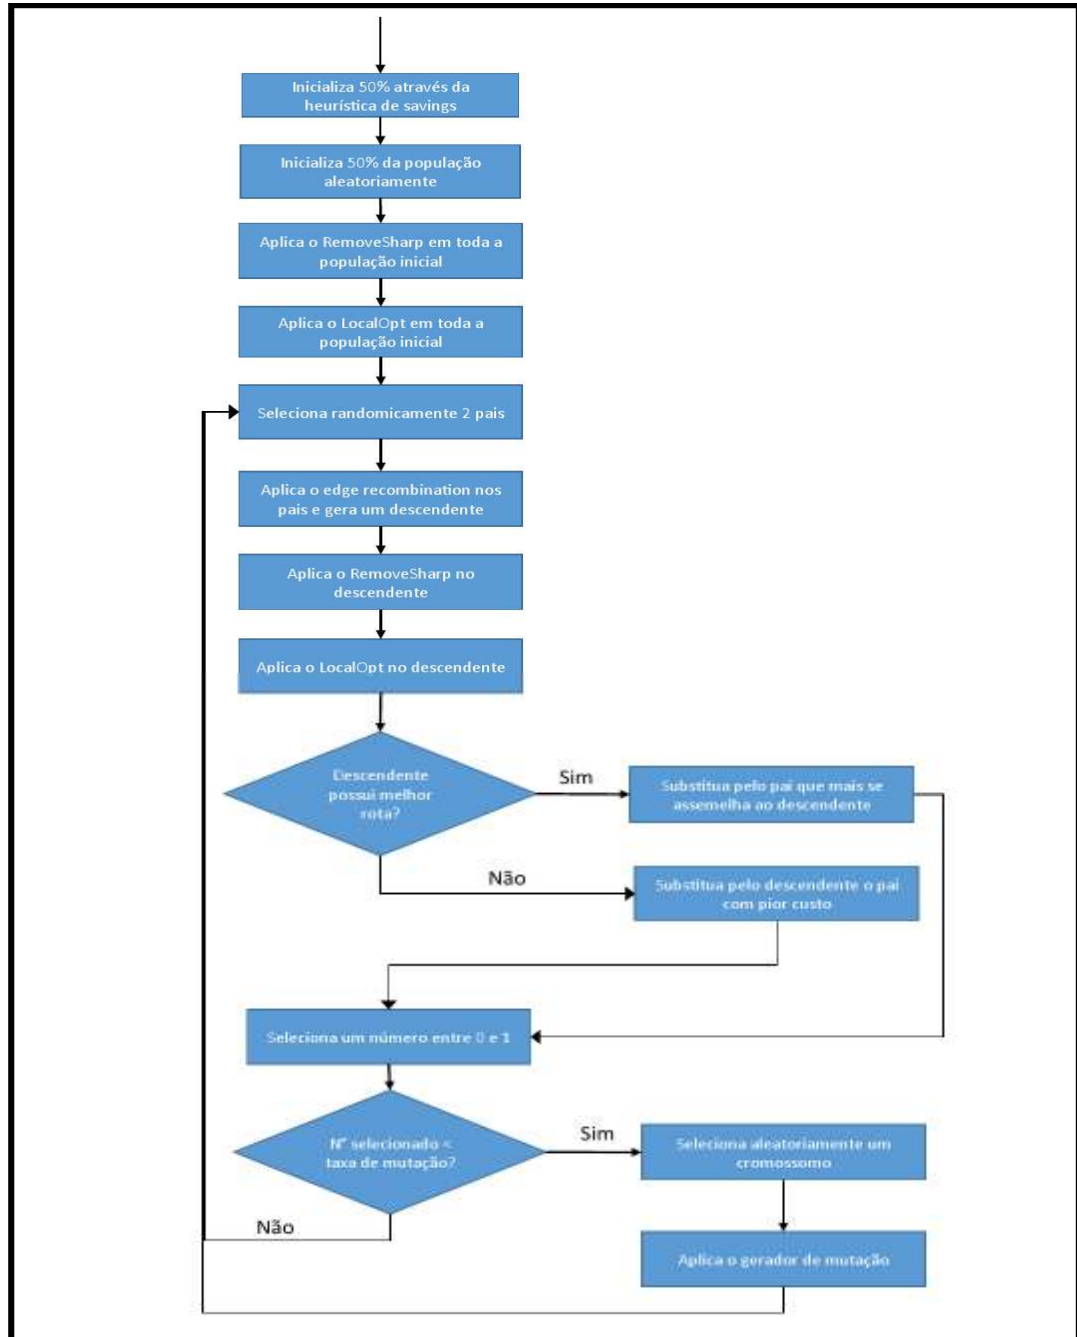 Inicializa 50% através da
heurística de savings
Inicializa 50% da população
aleatoriamente
Aplica o RemoveSharp em toda a
população inicial
Aplica o LocalOpt em toda a
população inicial
Seleciona randomicamente 2 pais
Aplica o edge recombination nos
pais e gera um descendente
Aplica o RemoveSharp no
descendente
Aplica o LocalOpt no descendente
Descendente
possui melhor
rota?
Sim
Substitua pelo pai que mais se
assemelha ao descendente
Não
Substitua pelo descendente o pai
com pior custo
Seleciona um número entre 0 e 1
N° selecionado <
taxa de mutação?
Sim
Seleciona aleatoriamente um
cromossomo
Não
Aplica o gerador de mutação